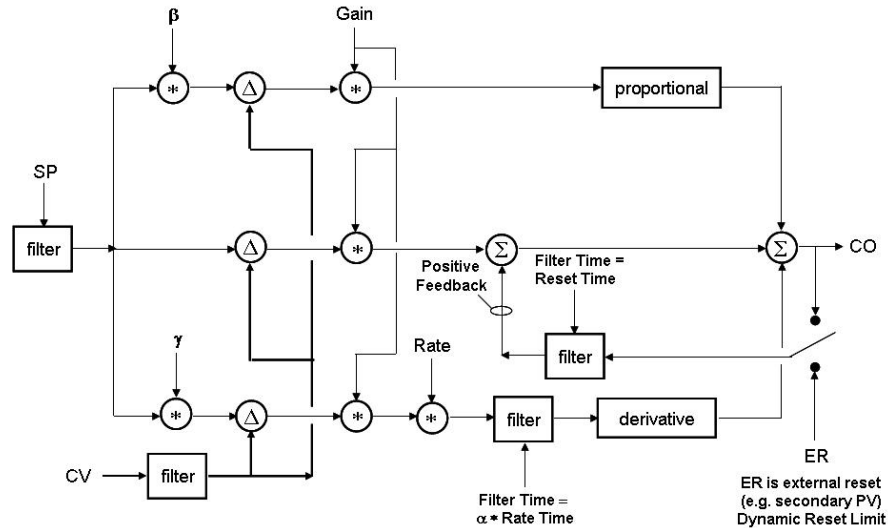 β
Gain
*
Δ
*
proportional
SP
filter
Δ
*
Σ
Σ
CO
Positive
Feedback
Filter Time =
Reset Time
filter
γ
Rate
*
Δ
*
*
filter
derivative
CV
filter
Filter Time =
α * Rate Time
ER
ER is external reset
(e.g. secondary PV)
Dynamic Reset Limit